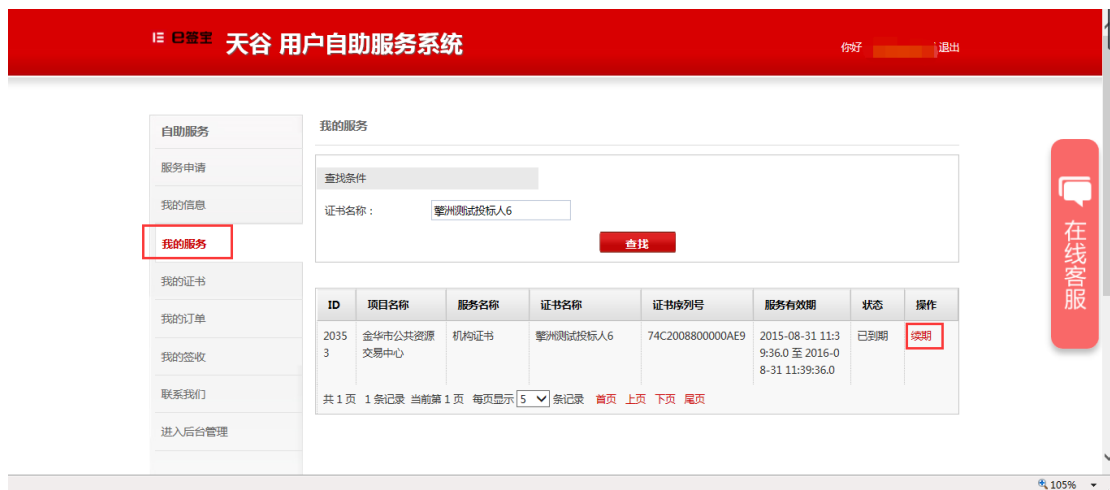 E签宝 天谷 用户自助服务系统
你好 退出
自助服务
服务申请
我的信息
我的服务
我的证书
我的订单
我的签收
联系我们
进入后台管理
我的服务
查找条件
证书名称： 擎洲测试投标人6
查找
ID 项目名称 服务名称 证书名称 证书序列号 服务有效期 状态 操作
2035 金华市公共资源 机构证书 擎洲测试投标人6 74C2008800000AE9 2015-08-31 11:3 已到期 续期
3 交易中心 9:36.0 至 2016-0
8-31 11:39:36.0
共 1 页 1 条记录 当前第 1 页 每页显示 5 条记录 首页 上页 下页 尾页
在线客服
105%